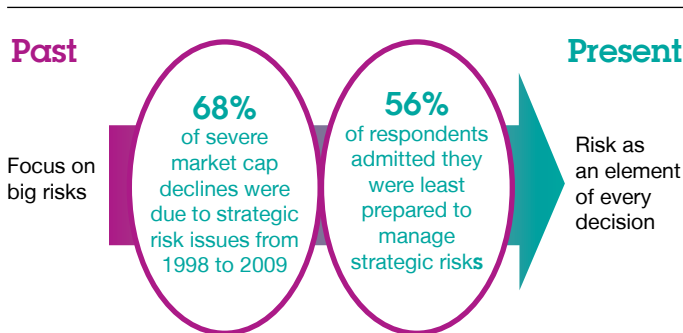 Past
Present
Focus on
big risks
68%
of severe
market cap
declines were
due to strategic
risk issues from
1998 to 2009
56%
of respondents
admitted they
were least
prepared to
manage
strategic risks
Risk as
an element
of every
decision